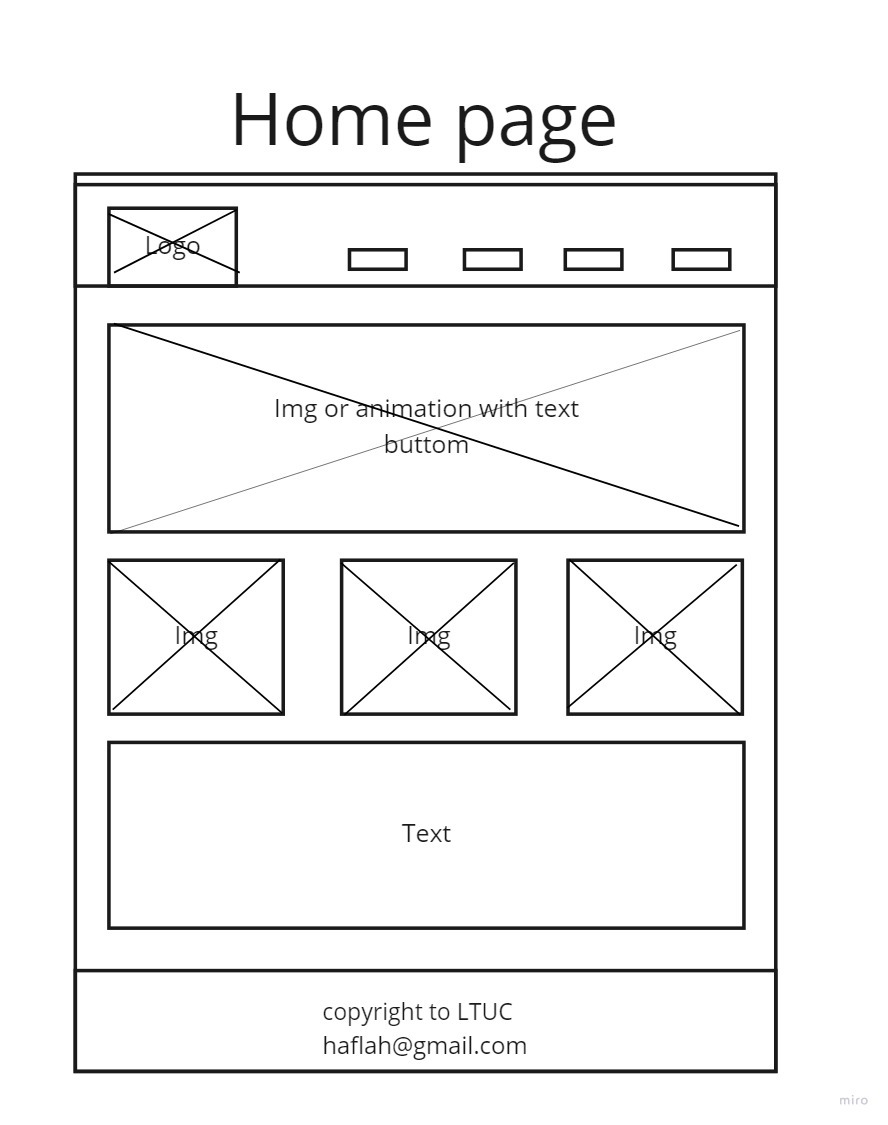 Home page
Logo
Img or animation with text
buttom
Img
Img
Img
Text
copyright to LTUC
haflah@gmail.com
miro